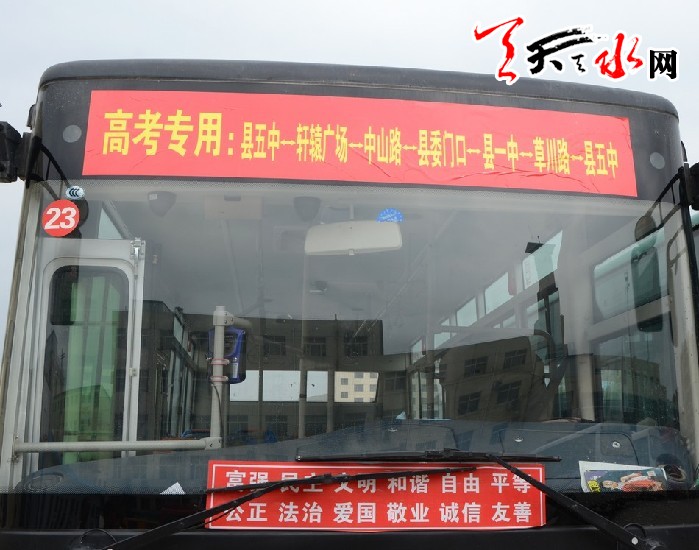 天天天水网
高考专用：县五中－轩辕广场－中山路－县委门口－县一中－草川路－县五中
23
富强 民主 文明 和谐 自由 平等
公正 法治 爱国 敬业 诚信 友善